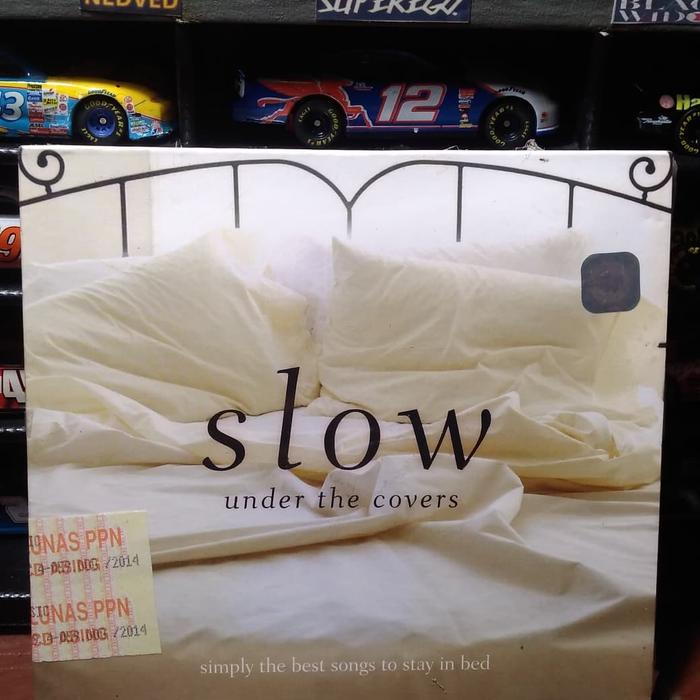 NEDVED
SUPEREGO
12
slow
under the covers
LUNAS PPN
/2014
LUNAS PPN
/2014
simply the best songs to stay in bed